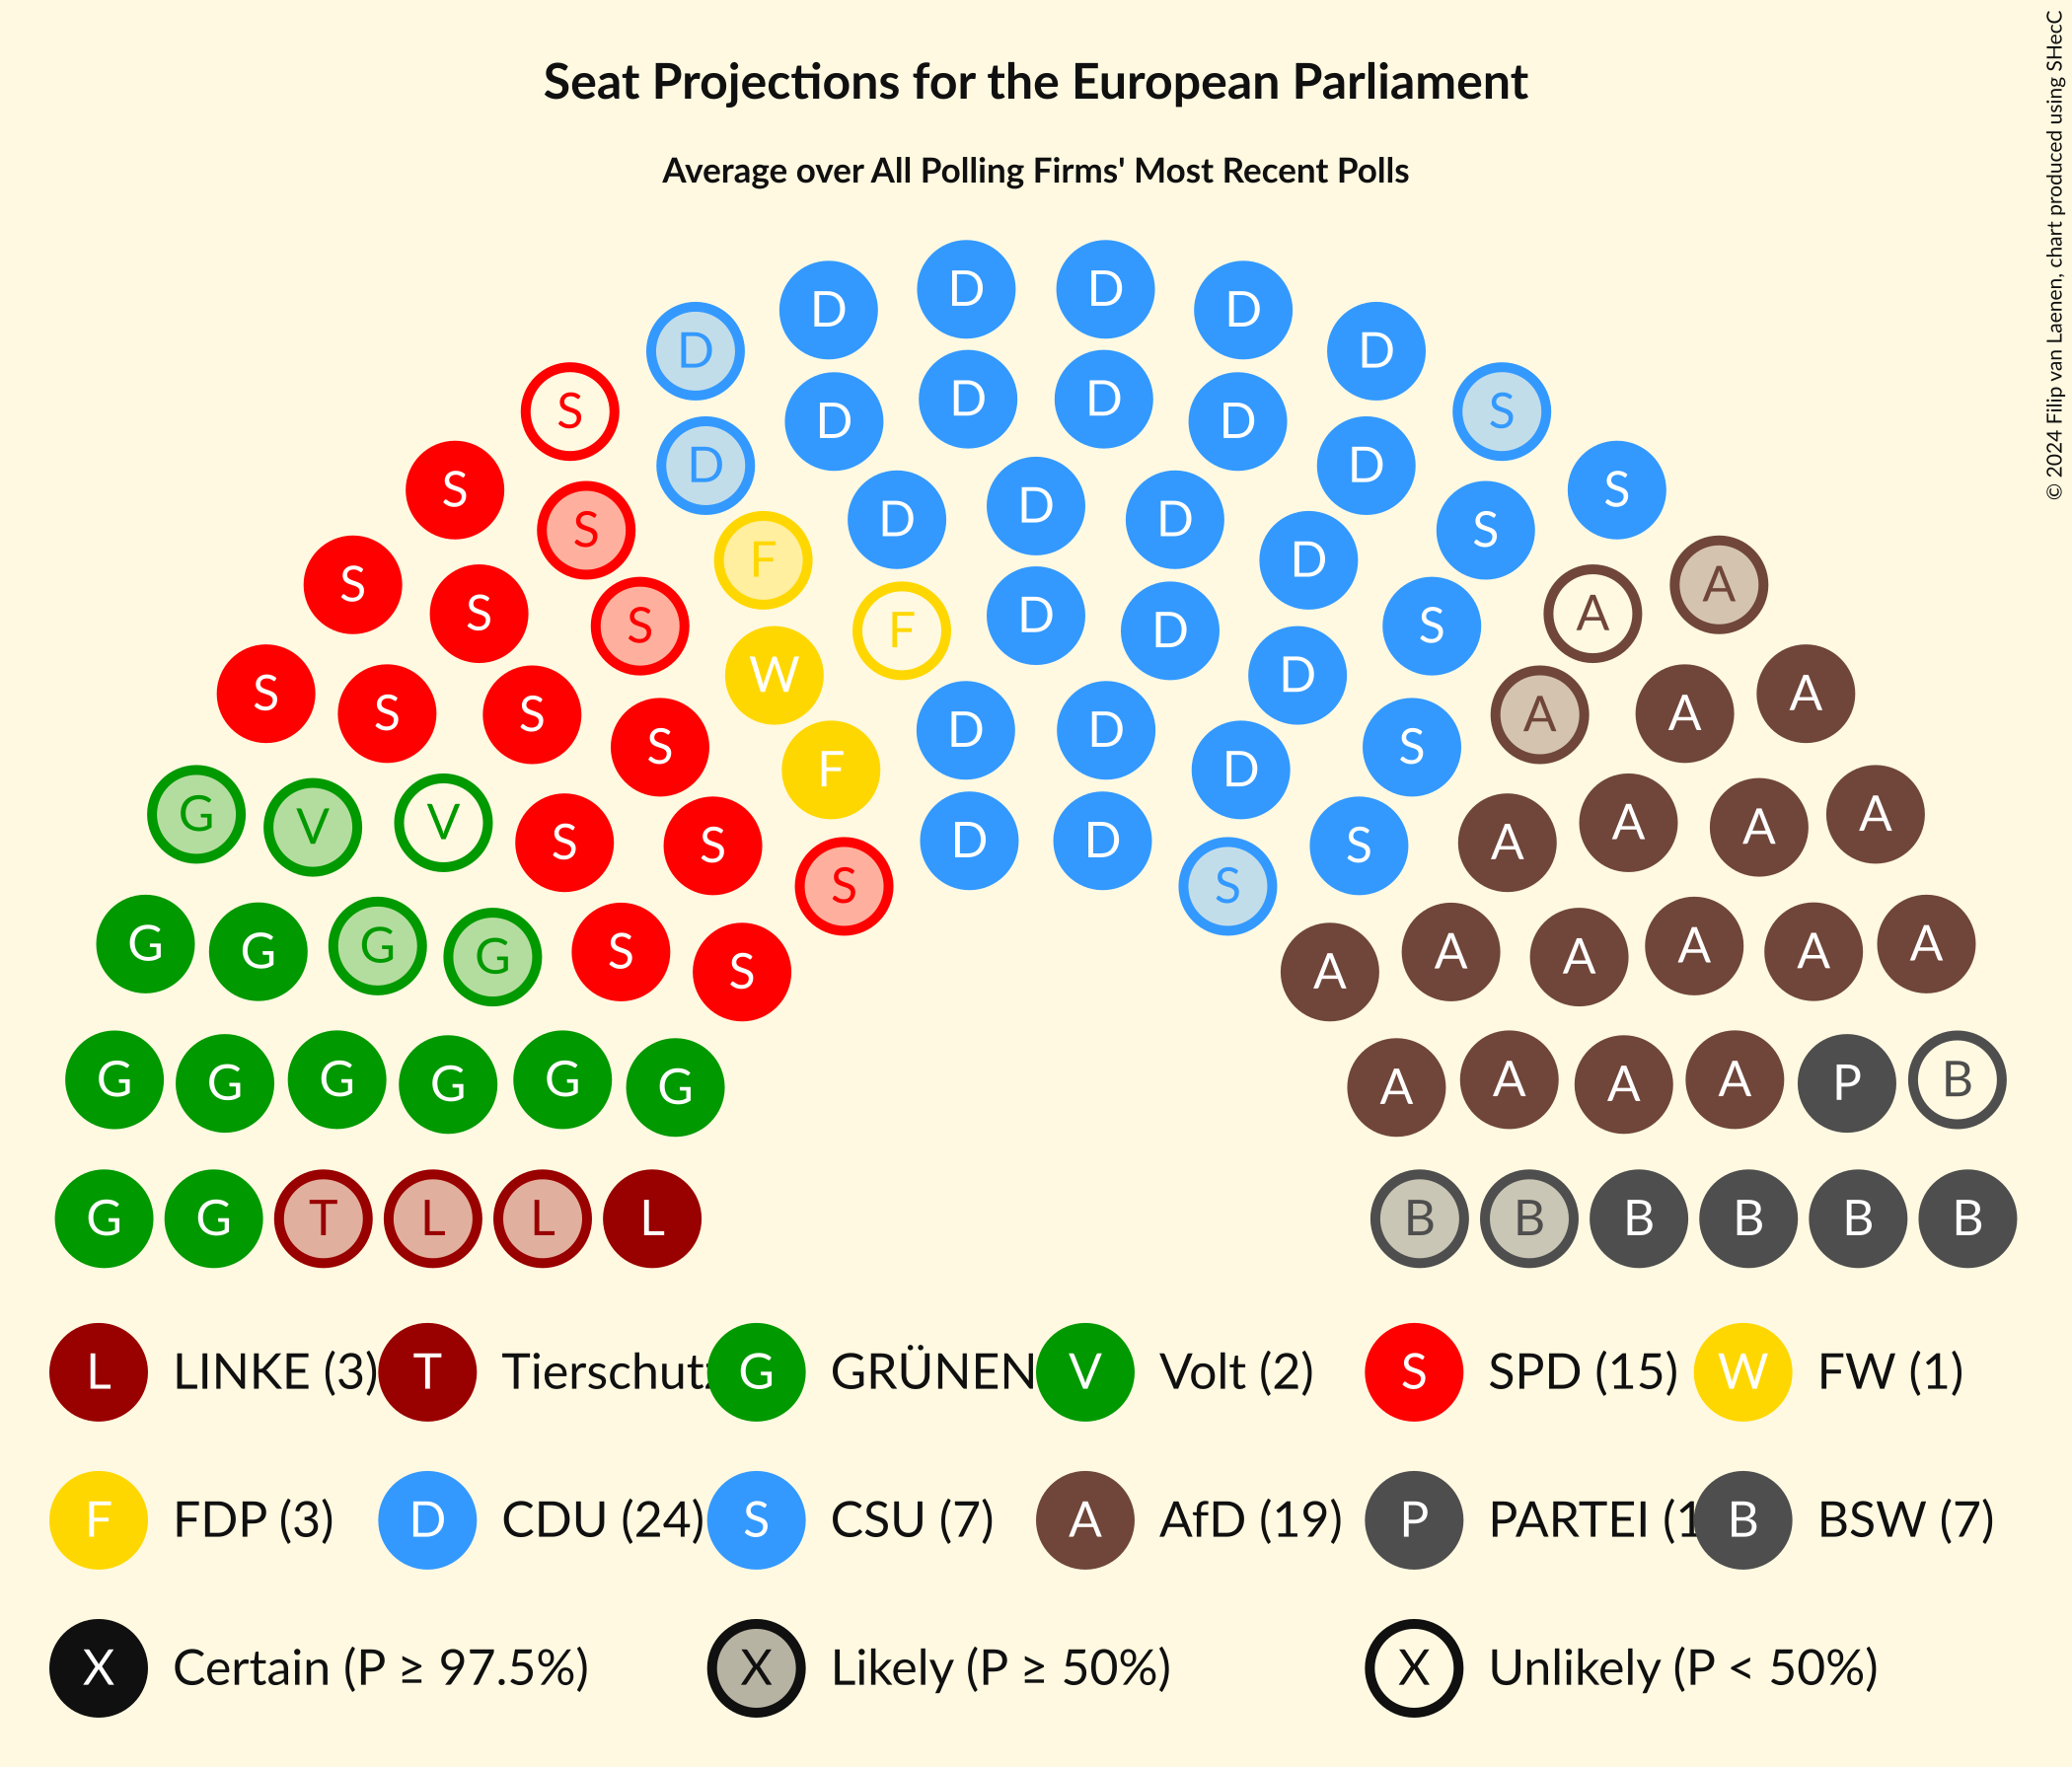 © 2024 Filip van Laenen, chart produced using SHecC
Seat Projections for the European Parliament
Average over All Polling Firms' Most Recent Polls
D D D D
D D
S D D D D S
S D D S
S D D D S
S F D A
S S F D D S A
S W D A
S S A A
S D D S
F D
G V V S S D D S A A A A
S S
G G G G S S A A A A A A
G G G G G G A A A A P B
G G T L L L B B B B B B
L LINKE (3) T Tierschutz G GRÜNEN V Volt (2) S SPD (15) W FW (1)
F FDP (3) D CDU (24) S CSU (7) A AfD (19) P PARTEI (1 B BSW (7)
X Certain (P ≥ 97.5%) X Likely (P ≥ 50%) X Unlikely (P < 50%)